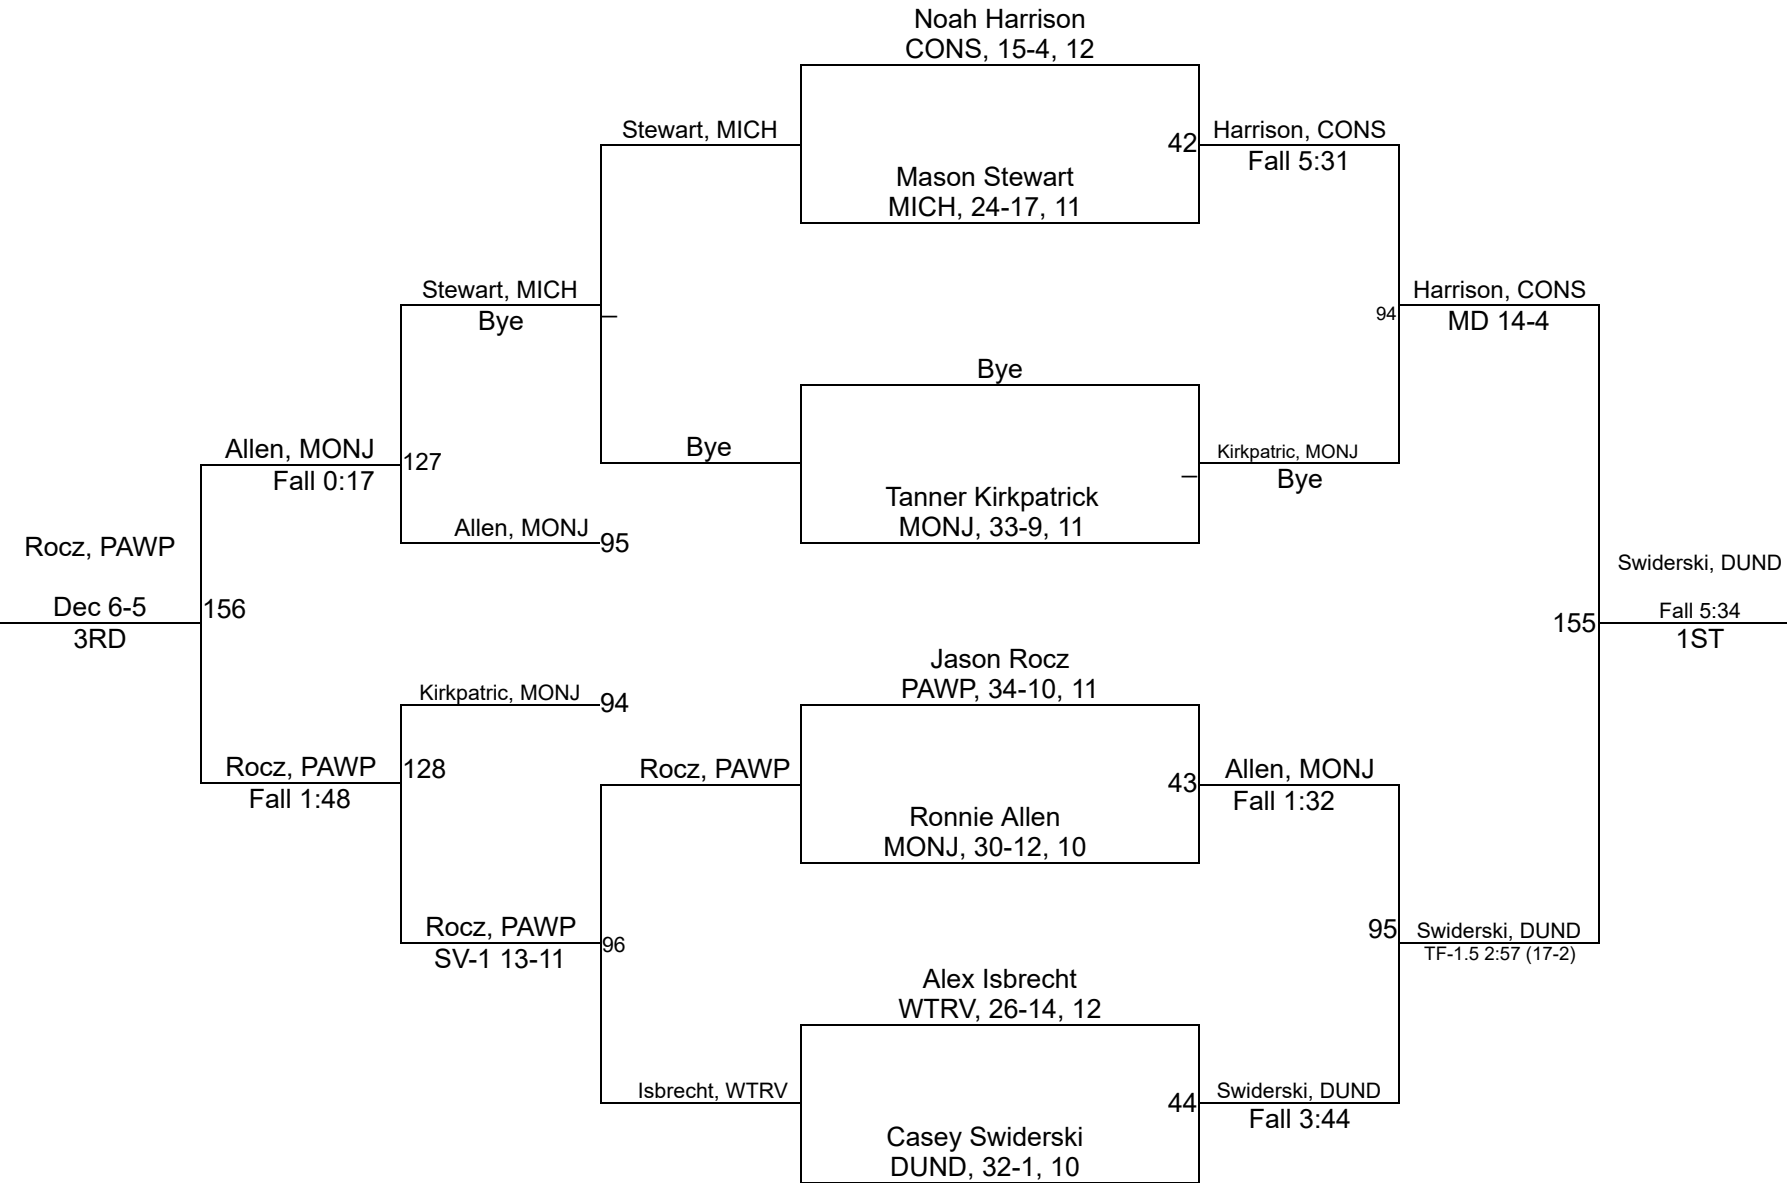 Noah Harrison
CONS, 15-4, 12
Stewart, MICH
42
Harrison, CONS
Fall 5:31
Mason Stewart
MICH, 24-17, 11
Stewart, MICH
Bye
–
94
Harrison, CONS
MD 14-4
Bye
Allen, MONJ
Fall 0:17
127
Bye
–
Kirkpatric, MONJ
Bye
Tanner Kirkpatrick
MONJ, 33-9, 11
Allen, MONJ
95
Rocz, PAWP
Dec 6-5
3RD
156
Swiderski, DUND
155
Fall 5:34
1ST
Jason Rocz
PAWP, 34-10, 11
Kirkpatric, MONJ
94
Rocz, PAWP
Fall 1:48
128
Rocz, PAWP
43
Allen, MONJ
Fall 1:32
Ronnie Allen
MONJ, 30-12, 10
Rocz, PAWP
SV-1 13-11
96
95
Swiderski, DUND
TF-1.5 2:57 (17-2)
Alex Isbrecht
WTRV, 26-14, 12
Isbrecht, WTRV
44
Swiderski, DUND
Fall 3:44
Casey Swiderski
DUND, 32-1, 10